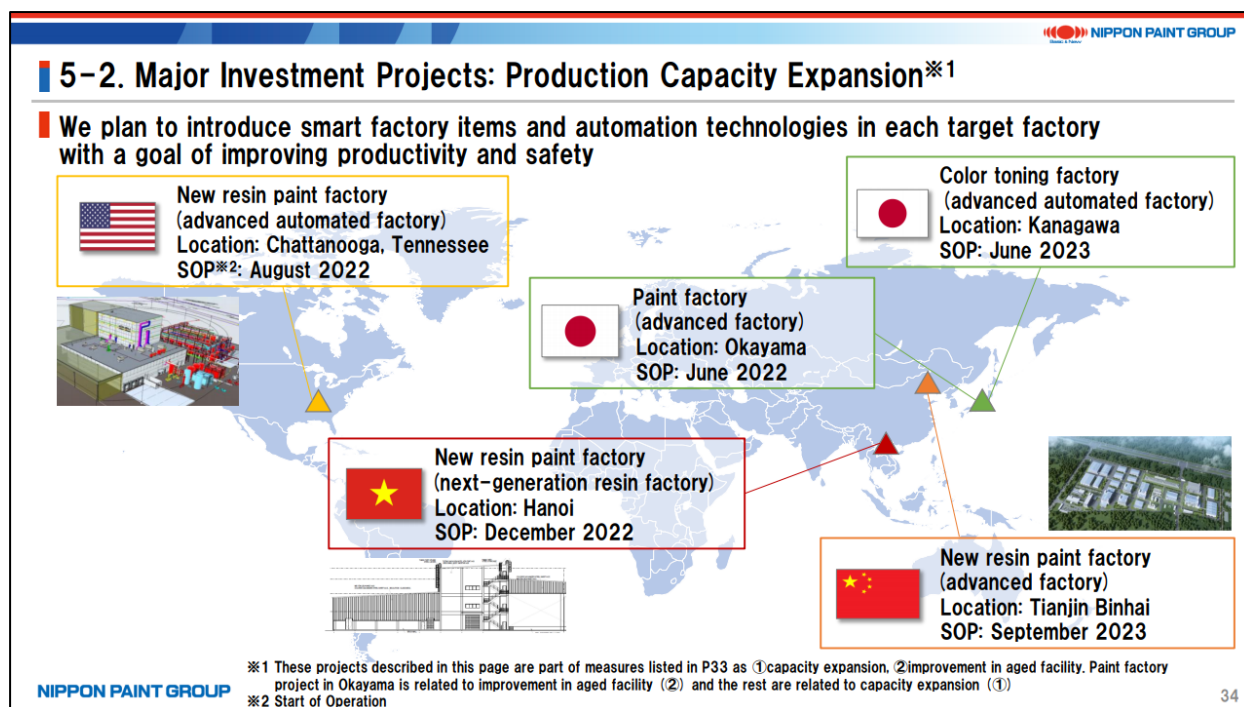 NIPPON PAINT GROUP
5-2. Major Investment Projects: Production Capacity Expansion※1
We plan to introduce smart factory items and automation technologies in each target factory
with a goal of improving productivity and safety
New resin paint factory
(advanced automated factory)
Location: Chattanooga, Tennessee
SOP※2: August 2022
Color toning factory
(advanced automated factory)
Location: Kanagawa
SOP: June 2023
Paint factory
(advanced factory)
Location: Okayama
SOP: June 2022
New resin paint factory
(next-generation resin factory)
Location: Hanoi
SOP: December 2022
New resin paint factory
(advanced factory)
Location: Tianjin Binhai
SOP: September 2023
※1 These projects described in this page are part of measures listed in P33 as ①capacity expansion, ②improvement in aged facility. Paint factory
project in Okayama is related to improvement in aged facility (②) and the rest are related to capacity expansion (①)
※2 Start of Operation
NIPPON PAINT GROUP
34